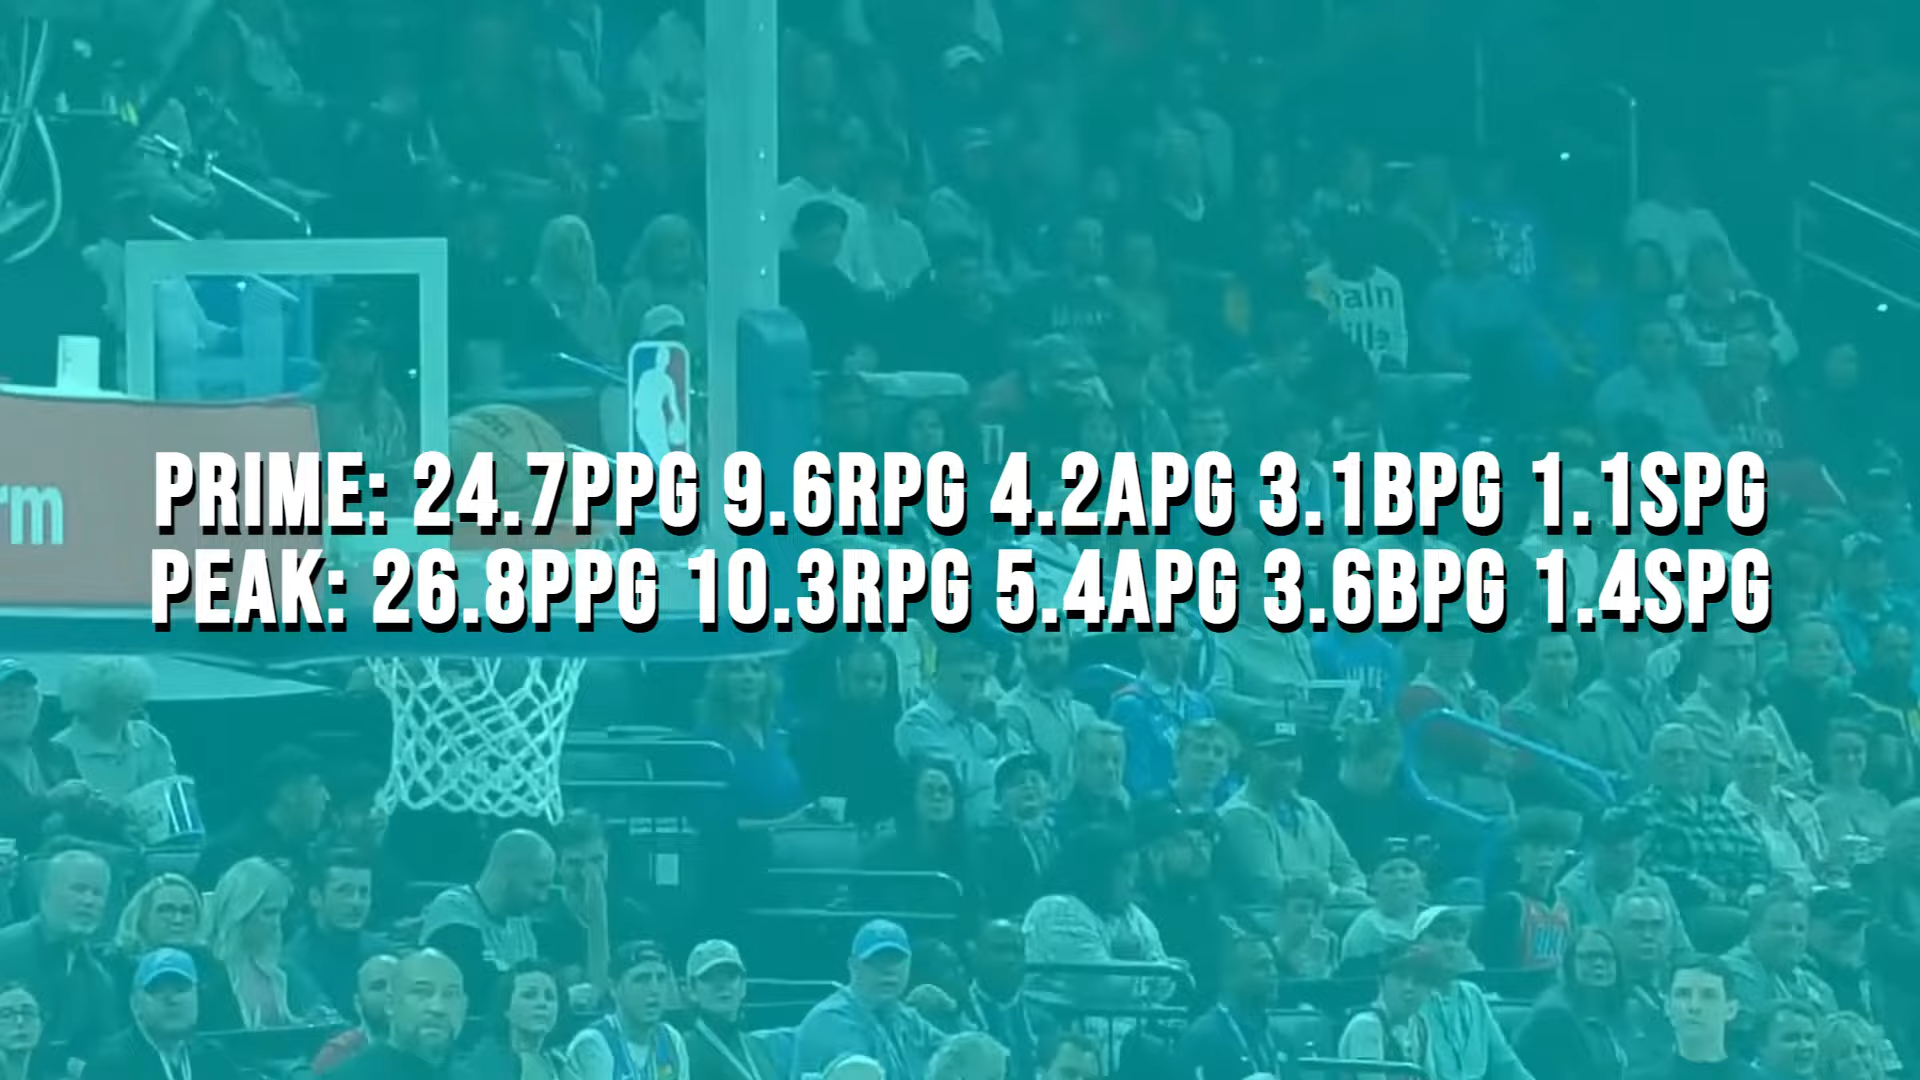 PRIME: 24.7PPG 9.6RPG 4.2APG 3.1BPG 1.1SPG
PEAK: 26.8PPG 10.3RPG 5.4APG 3.6BPG 1.4SPG
rm